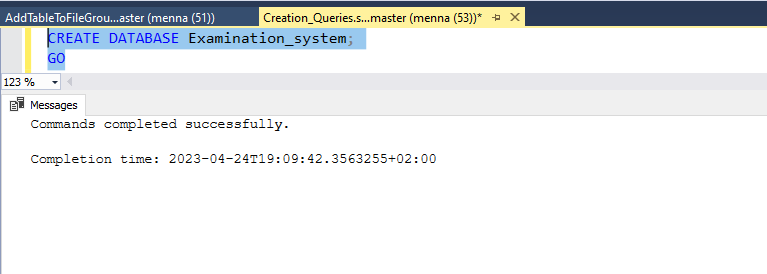 AddTableToFileGrou...aster (menna (51))
Creation_Queries.s...master (menna (53))*
CREATE DATABASE Examination_system;
GO
123 %
Messages
Commands completed successfully.
Completion time: 2023-04-24T19:09:42.3563255+02:00